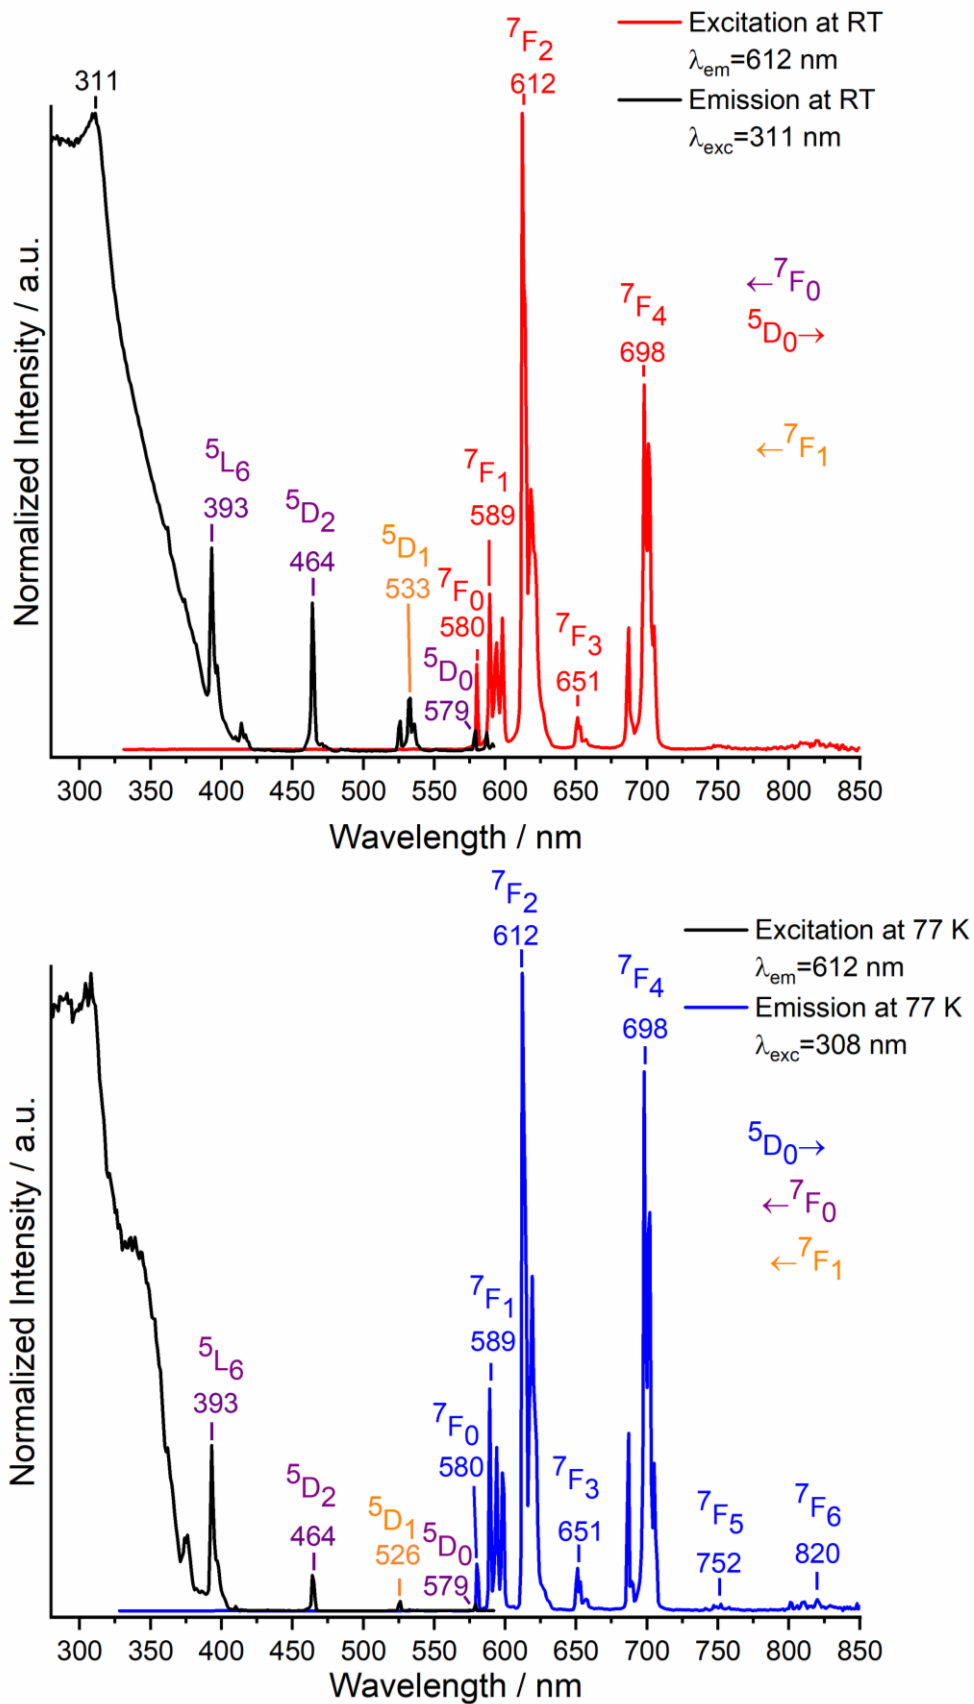 Excitation at RT
λem=612 nm
Emission at RT
λexc=311 nm
311
7F2
612
←7F0
5D0→
7F4
698
←7F1
5L6
393
5D2
464
5D1
533
7F1
589
7F0
580
5D0
579
7F3
651
Normalized Intensity / a.u.
300 350 400 450 500 550 600 650 700 750 800 850
Wavelength / nm
7F2
612
Excitation at 77 K
λem=612 nm
Emission at 77 K
λexc=308 nm
7F4
698
5D0→
←7F0
←7F1
7F1
589
5L6
393
7F0
580
5D2
464
5D1
526
5D0
579
7F3
651
7F5
752
7F6
820
Normalized Intensity / a.u.
300 350 400 450 500 550 600 650 700 750 800 850
Wavelength / nm